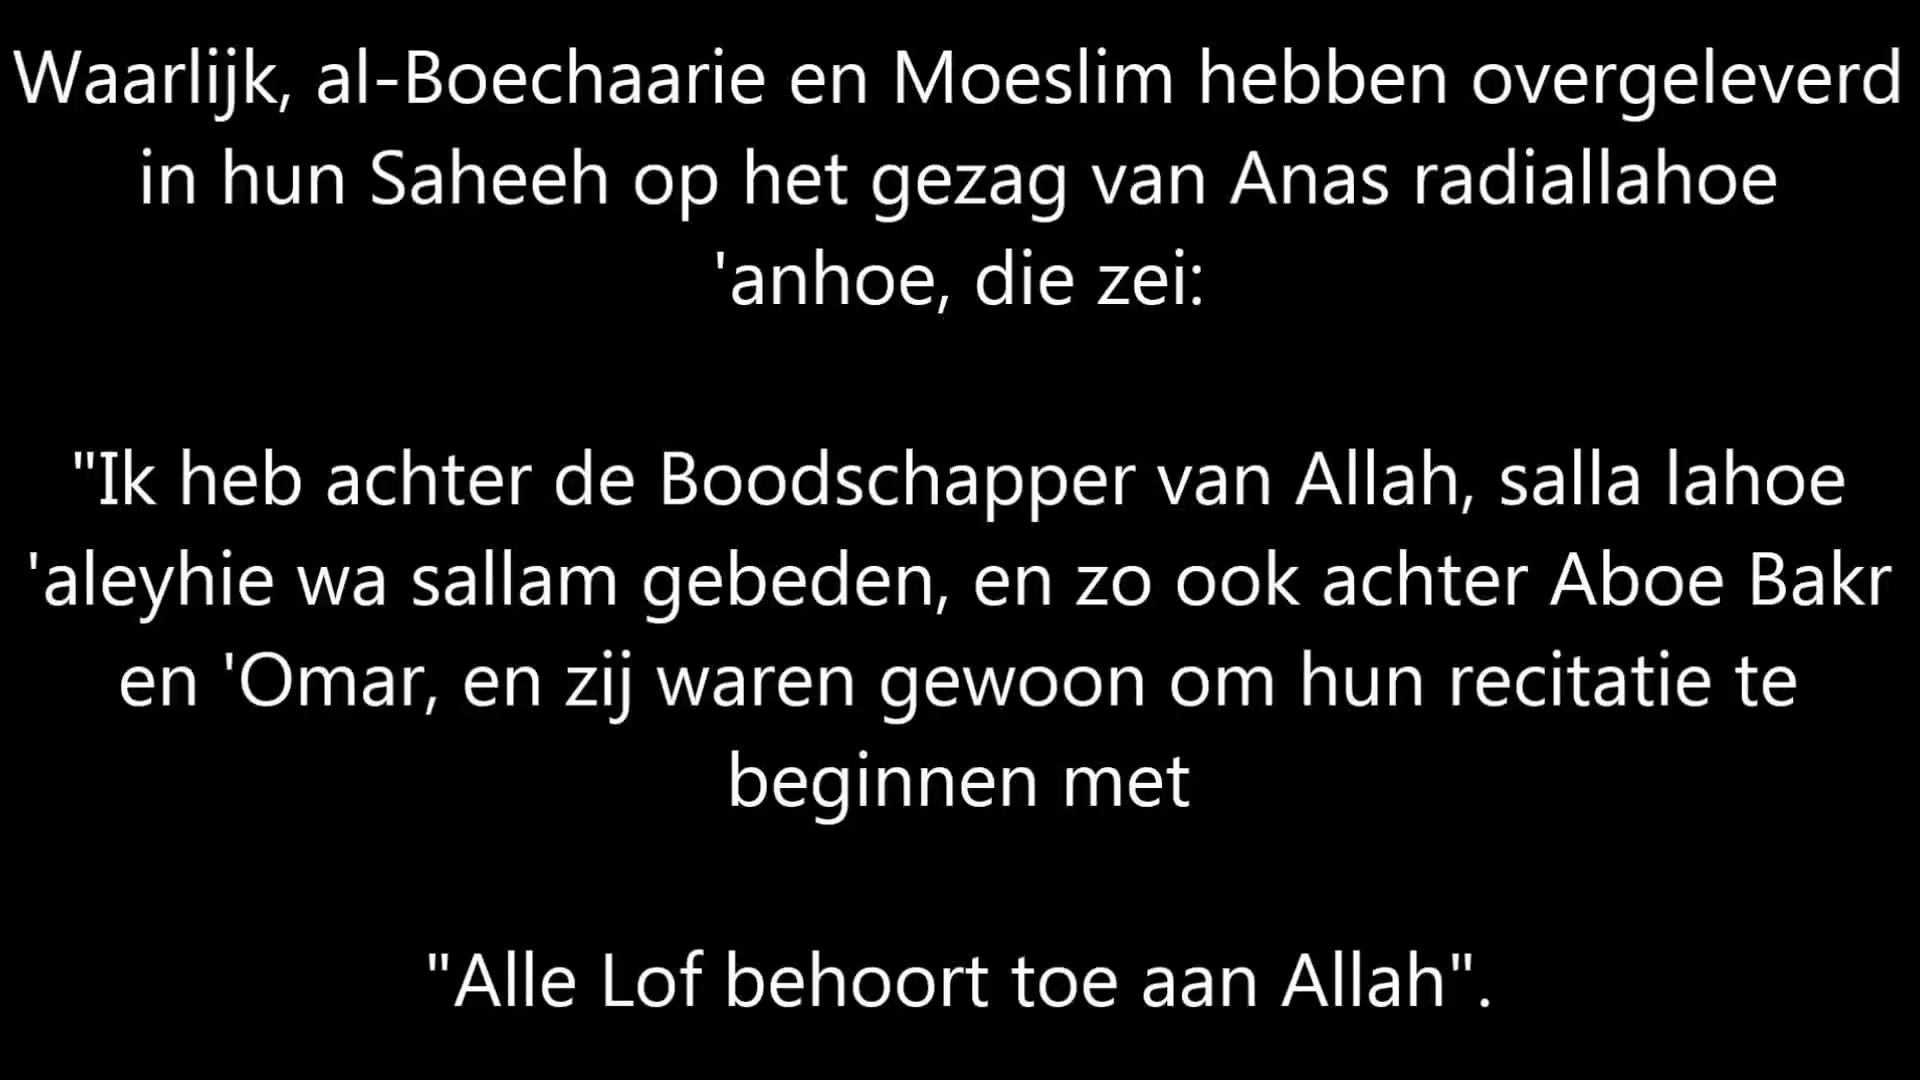 Waarlijk, al-Boechaarie en Moeslim hebben overgeleverd
in hun Saheeh op het gezag van Anas radiallahoe
'anhoe, die zei:
"Ik heb achter de Boodschapper van Allah, salla lahoe
'aleyhie wa sallam gebeden, en zo ook achter Aboe Bakr
en 'Omar, en zij waren gewoon om hun recitatie te
beginnen met
"Alle Lof behoort toe aan Allah".